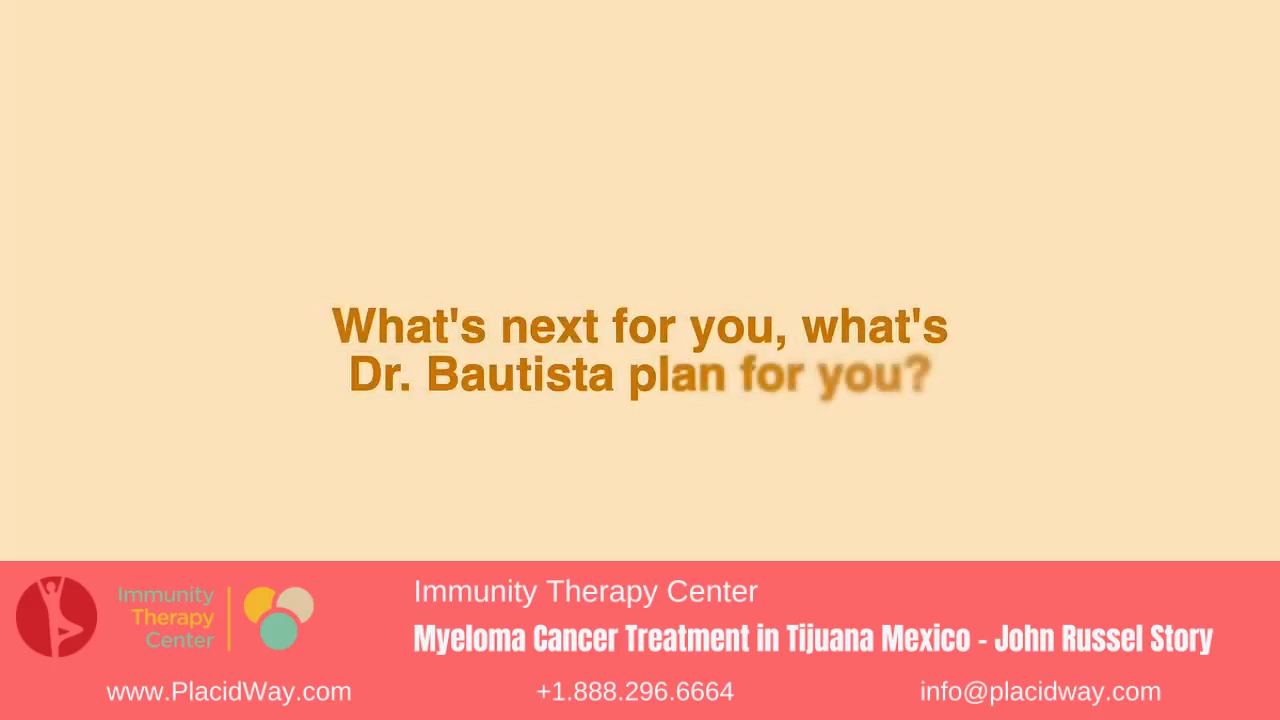 What's next for you, what's
Dr. Bautista plan for you?
Immunity
Therapy
Center
Immunity Therapy Center
Myeloma Cancer Treatment in Tijuana Mexico - John Russel Story
www.PlacidWay.com
+1.888.296.6664
info@placidway.com